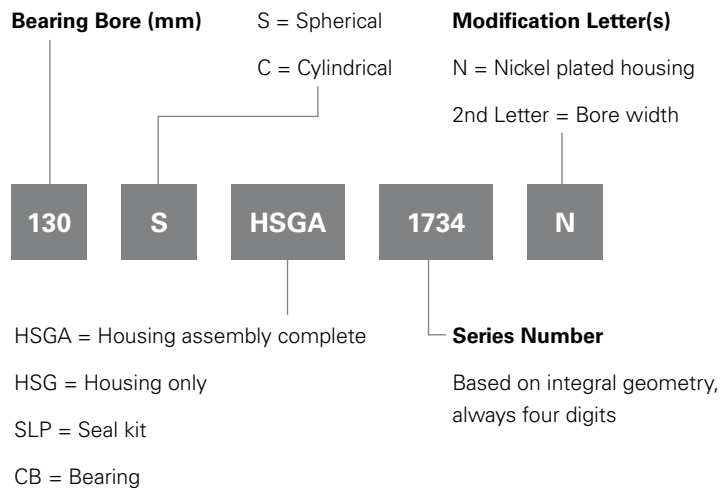 Bearing Bore (mm)
S = Spherical
C = Cylindrical
Modification Letter(s)
N = Nickel plated housing
2nd Letter = Bore width
130
S
HSGA
1734
N
HSGA = Housing assembly complete
HSG = Housing only
SLP = Seal kit
CB = Bearing
Series Number
Based on integral geometry,
always four digits